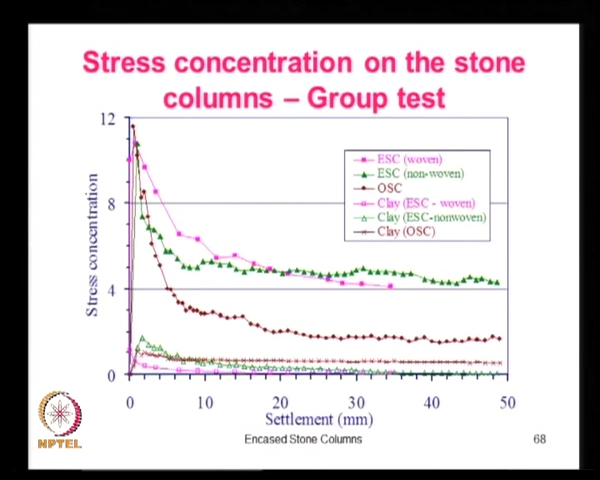 Stress concentration on the stone
columns – Group test
12
8
4
0
Stress concentration
ESC (woven)
ESC (non-woven)
OSC
Clay (ESC - woven)
Clay (ESC-nonwoven)
Clay (OSC)
0 10 20 30 40 50
Settlement (mm)
NPTEL
Encased Stone Columns
68